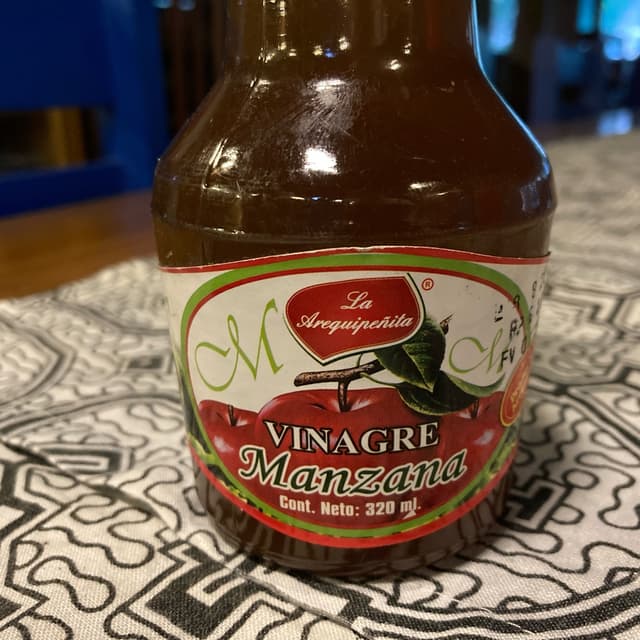 La
Arequipeñita ®
M
VINAGRE
Manzana
Cont. Neto: 320 ml.